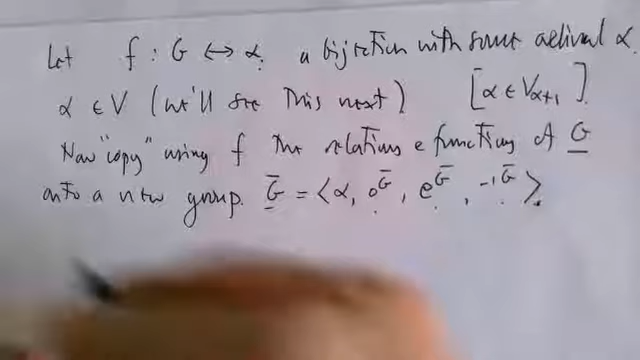 Let f : G ↔ α. a bijection with some ordinal α.
α ∈ V (we'll see this next) [α ∈ V_{α+1}].
Now "copy" using f the relations & functions of G
onto a new group. G̅ = ⟨α, ∘^G̅, e^G̅, ⁻¹^G̅⟩.